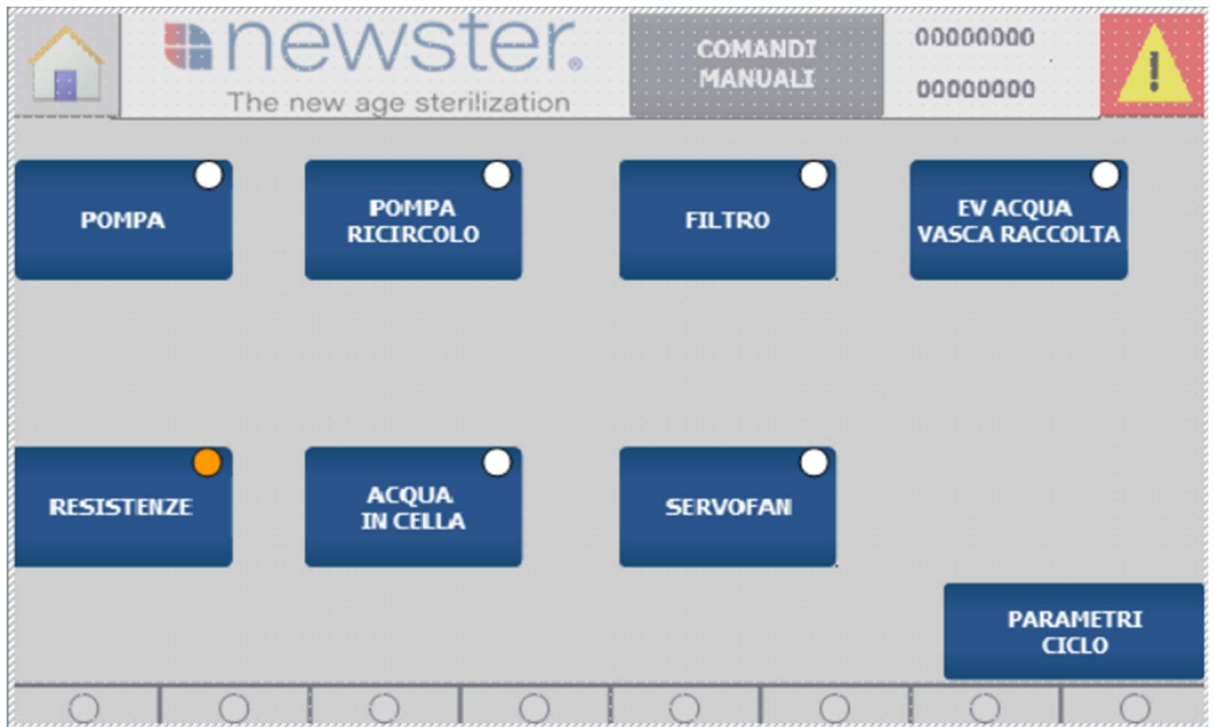 newster®
The new age sterilization
COMANDI
MANUALI
00000000
00000000
!
POMPA
POMPA
RICIRCOLO
FILTRO
EV ACQUA
VASCA RACCOLTA
RESISTENZE
ACQUA
IN CELLA
SERVOFAN
PARAMETRI
CICLO